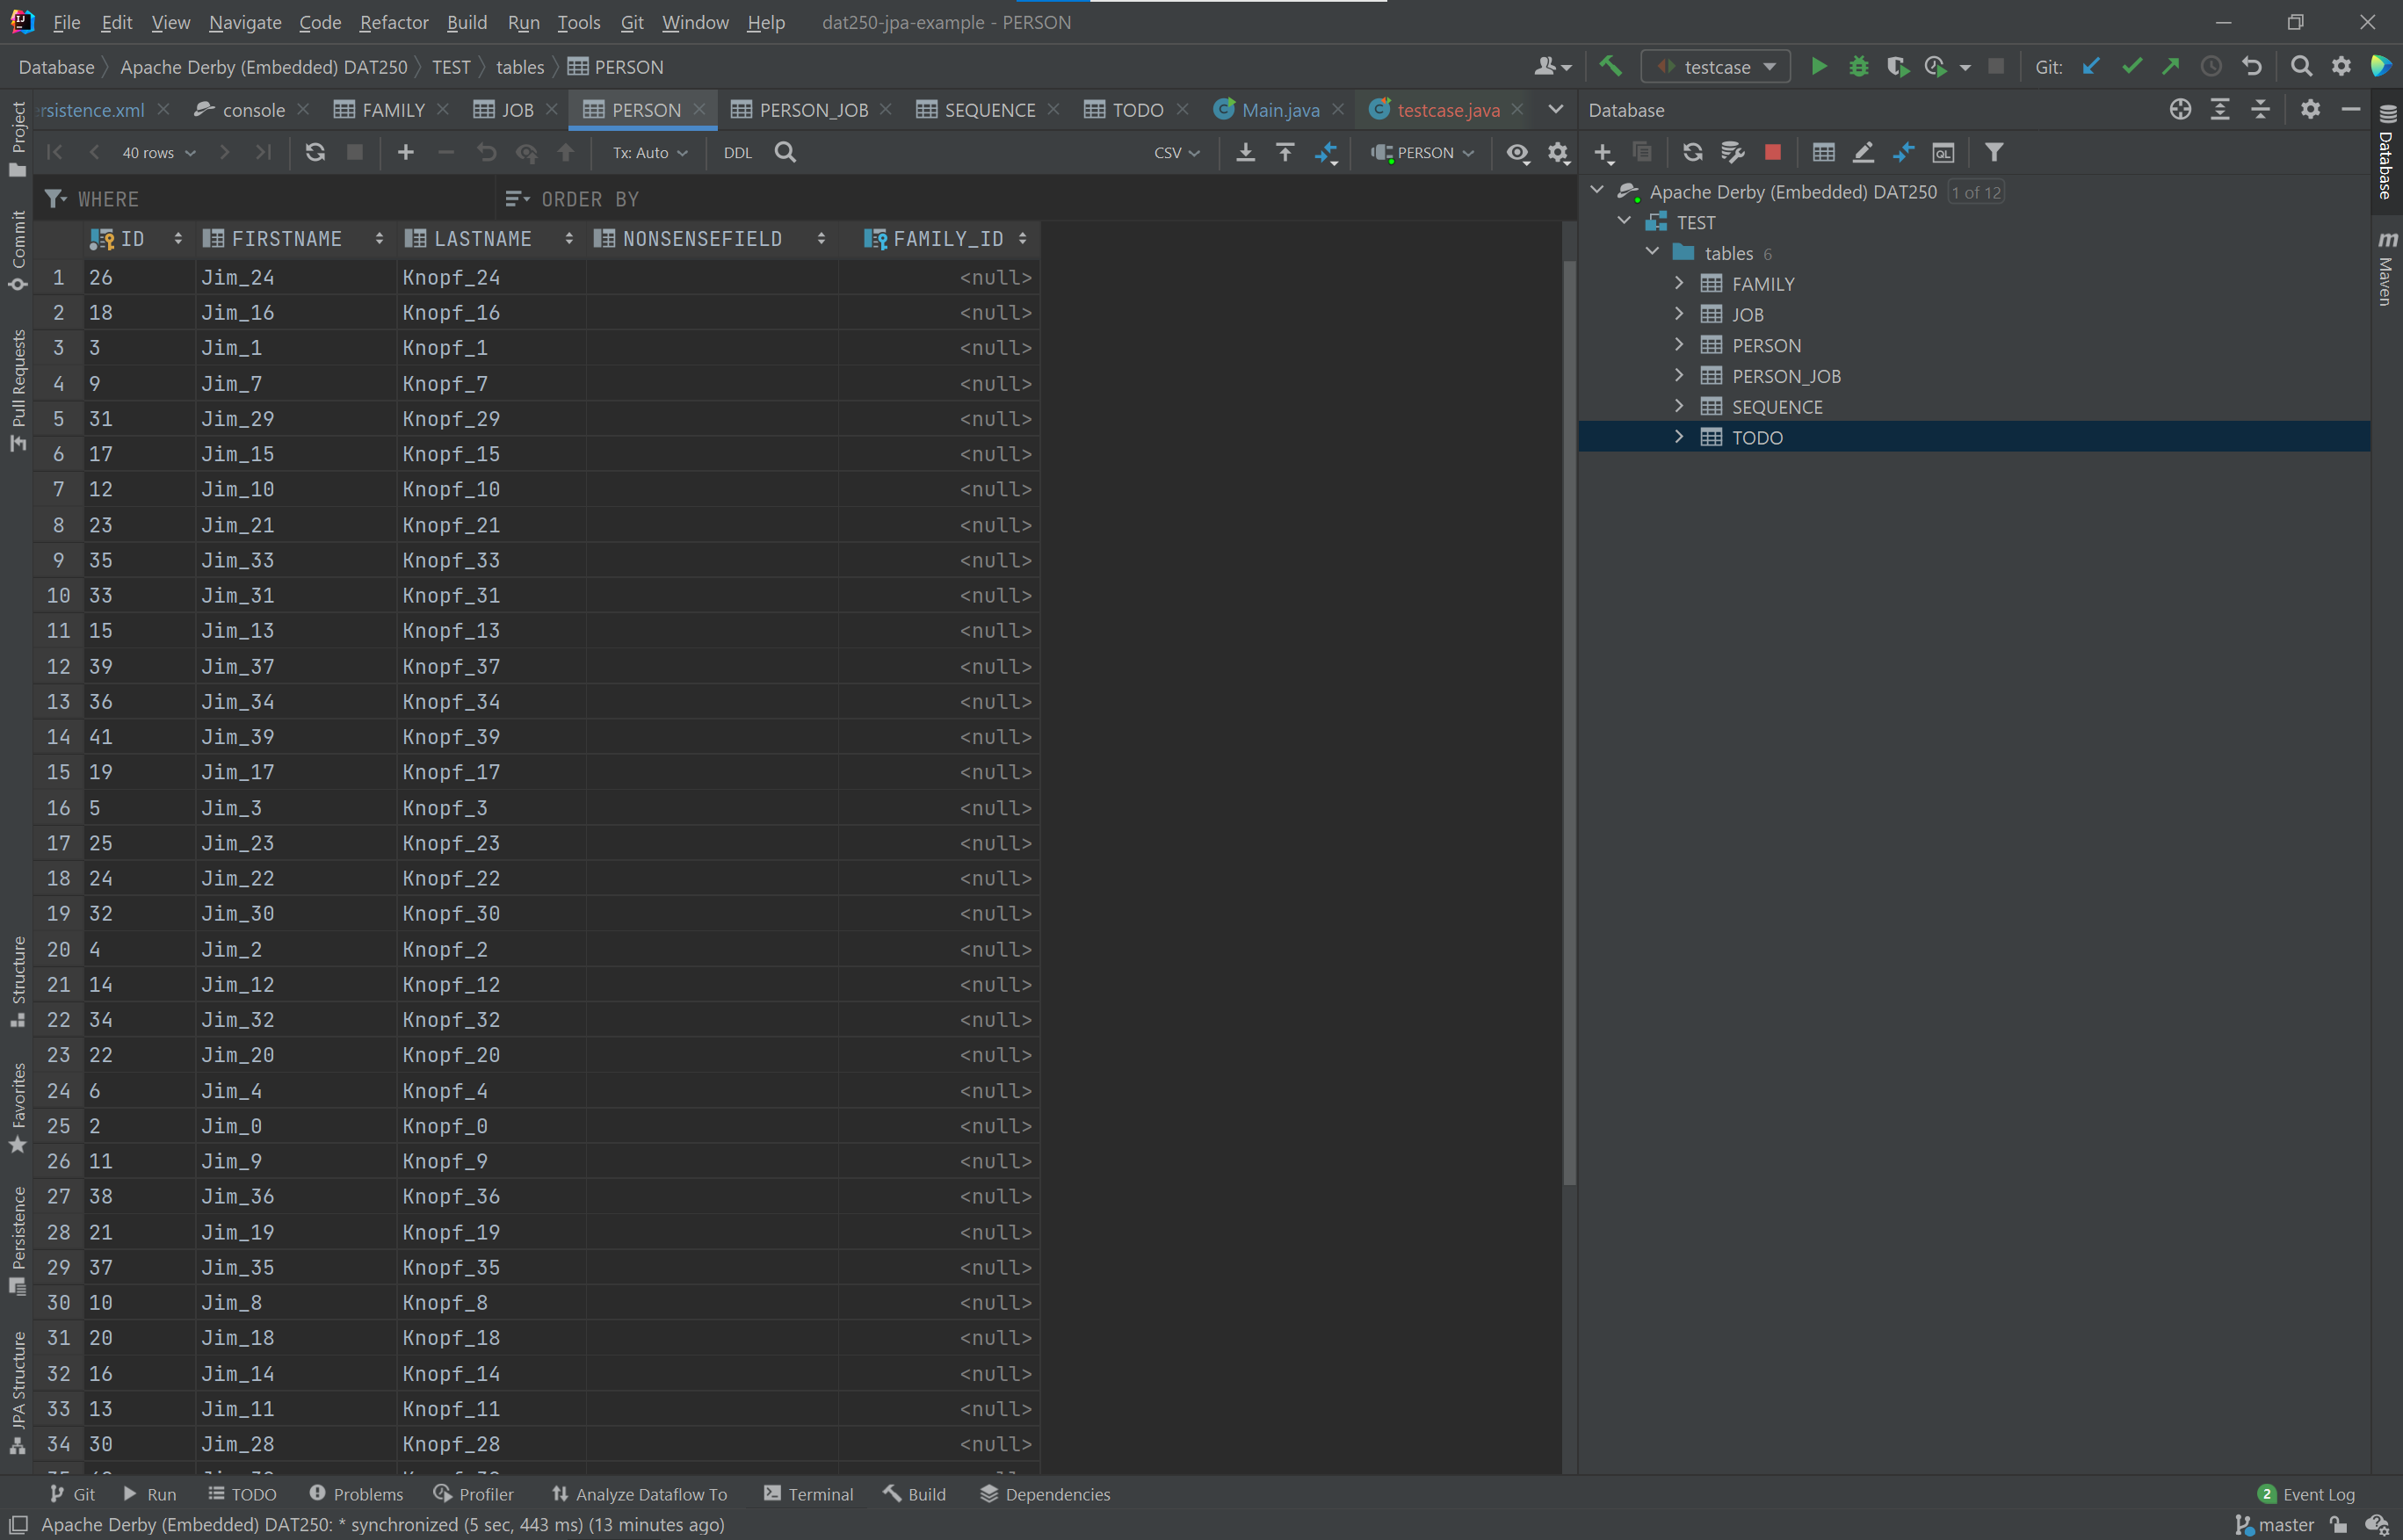 File Edit View Navigate Code Refactor Build Run Tools Git Window Help dat250-jpa-example - PERSON
Database Apache Derby (Embedded) DAT250 TEST tables PERSON testcase Git:
rsistence.xml console FAMILY JOB PERSON PERSON_JOB SEQUENCE TODO Main.java testcase.java Database
40 rows Tx: Auto DDL CSV PERSON
WHERE ORDER BY
ID FIRSTNAME LASTNAME NONSENSEFIELD FAMILY_ID
1 26 Jim_24 Knopf_24 <null>
2 18 Jim_16 Knopf_16 <null>
3 3 Jim_1 Knopf_1 <null>
4 9 Jim_7 Knopf_7 <null>
5 31 Jim_29 Knopf_29 <null>
6 17 Jim_15 Knopf_15 <null>
7 12 Jim_10 Knopf_10 <null>
8 23 Jim_21 Knopf_21 <null>
9 35 Jim_33 Knopf_33 <null>
10 33 Jim_31 Knopf_31 <null>
11 15 Jim_13 Knopf_13 <null>
12 39 Jim_37 Knopf_37 <null>
13 36 Jim_34 Knopf_34 <null>
14 41 Jim_39 Knopf_39 <null>
15 19 Jim_17 Knopf_17 <null>
16 5 Jim_3 Knopf_3 <null>
17 25 Jim_23 Knopf_23 <null>
18 24 Jim_22 Knopf_22 <null>
19 32 Jim_30 Knopf_30 <null>
20 4 Jim_2 Knopf_2 <null>
21 14 Jim_12 Knopf_12 <null>
22 34 Jim_32 Knopf_32 <null>
23 22 Jim_20 Knopf_20 <null>
24 6 Jim_4 Knopf_4 <null>
25 2 Jim_0 Knopf_0 <null>
26 11 Jim_9 Knopf_9 <null>
27 38 Jim_36 Knopf_36 <null>
28 21 Jim_19 Knopf_19 <null>
29 37 Jim_35 Knopf_35 <null>
30 10 Jim_8 Knopf_8 <null>
31 20 Jim_18 Knopf_18 <null>
32 16 Jim_14 Knopf_14 <null>
33 13 Jim_11 Knopf_11 <null>
34 30 Jim_28 Knopf_28 <null>
Apache Derby (Embedded) DAT250 1 of 12
TEST
tables 6
FAMILY
JOB
PERSON
PERSON_JOB
SEQUENCE
TODO
Project
Commit
Pull Requests
Structure
Favorites
Persistence
JPA Structure
Database
Maven
Git Run TODO Problems Profiler Analyze Dataflow To Terminal Build Dependencies 2 Event Log
Apache Derby (Embedded) DAT250: * synchronized (5 sec, 443 ms) (13 minutes ago) master